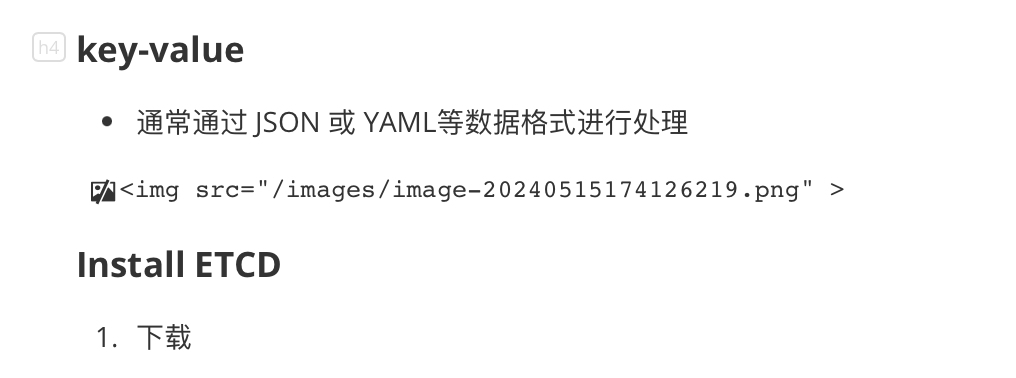 h4
key-value
• 通常通过 JSON 或 YAML等数据格式进行处理
<img src="/images/image-20240515174126219.png" >
Install ETCD
1. 下载